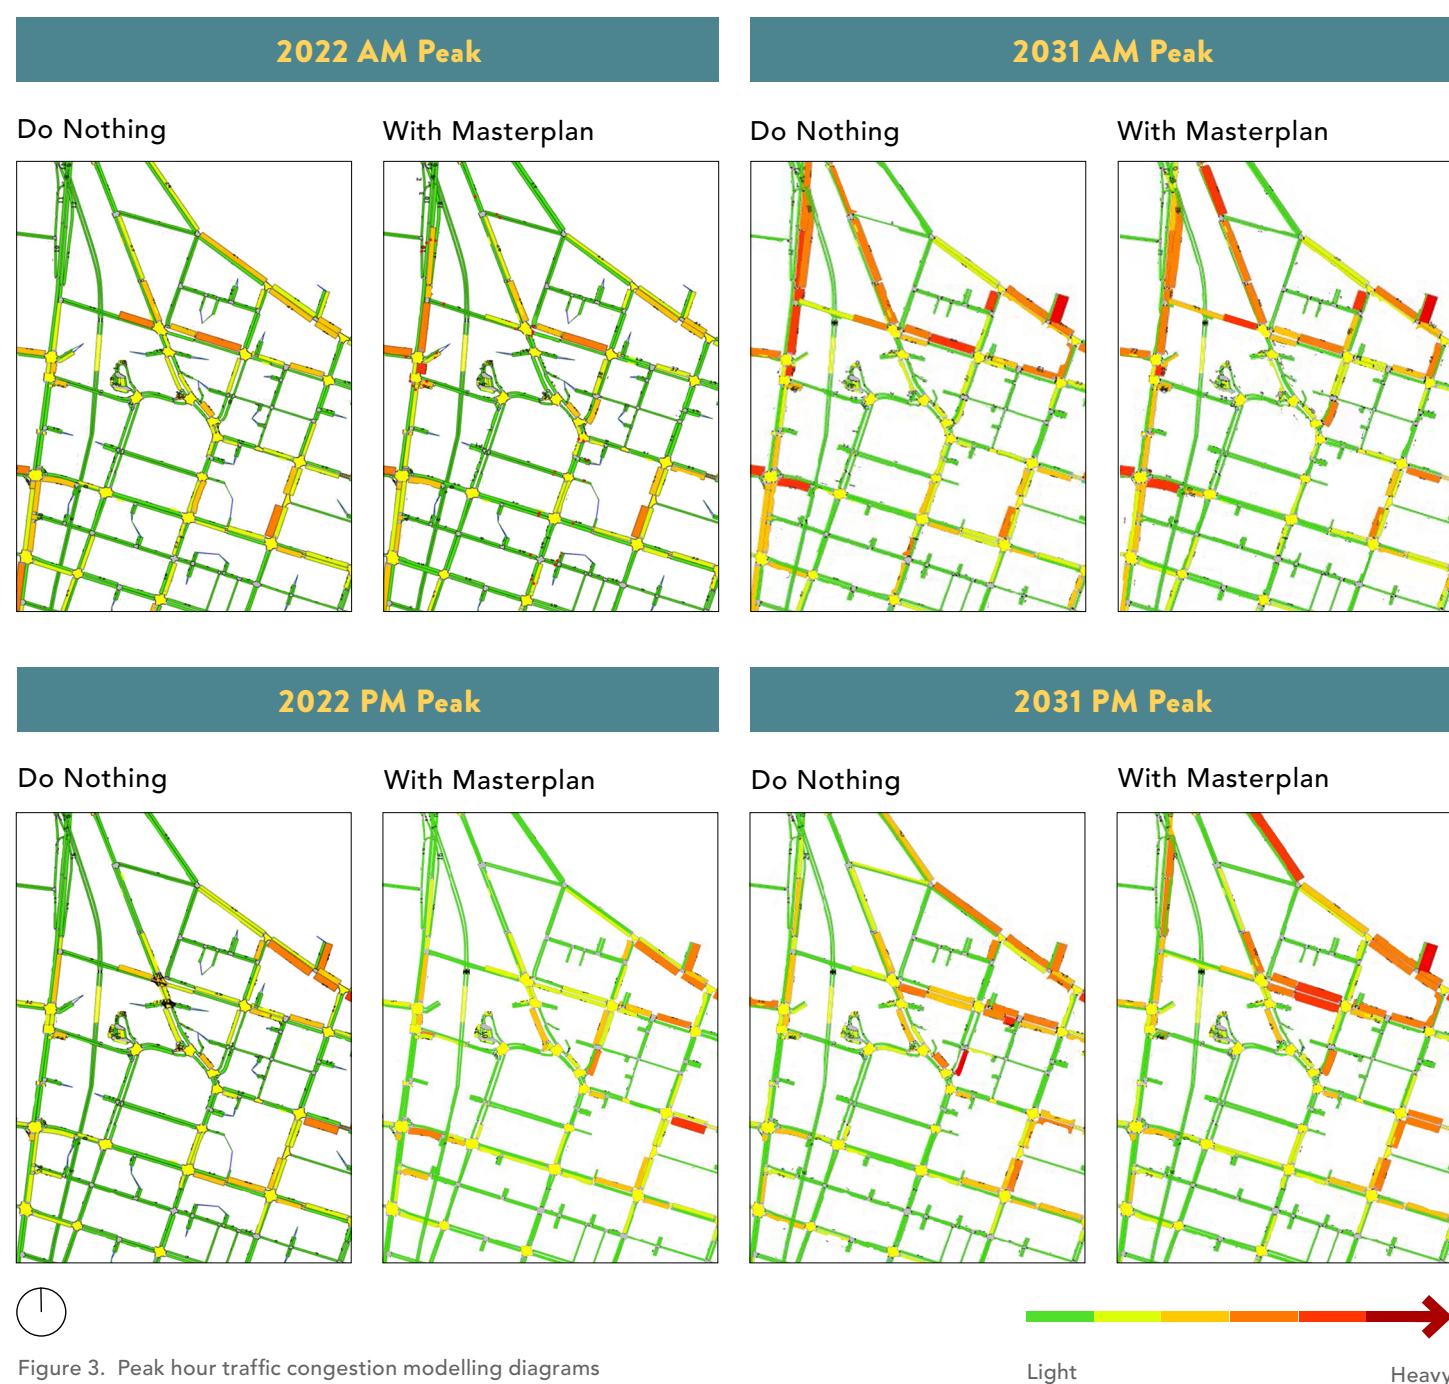 2022 AM Peak
2031 AM Peak
Do Nothing
With Masterplan
Do Nothing
With Masterplan
2022 PM Peak
2031 PM Peak
Do Nothing
With Masterplan
Do Nothing
With Masterplan
Figure 3. Peak hour traffic congestion modelling diagrams
Light
Heavy